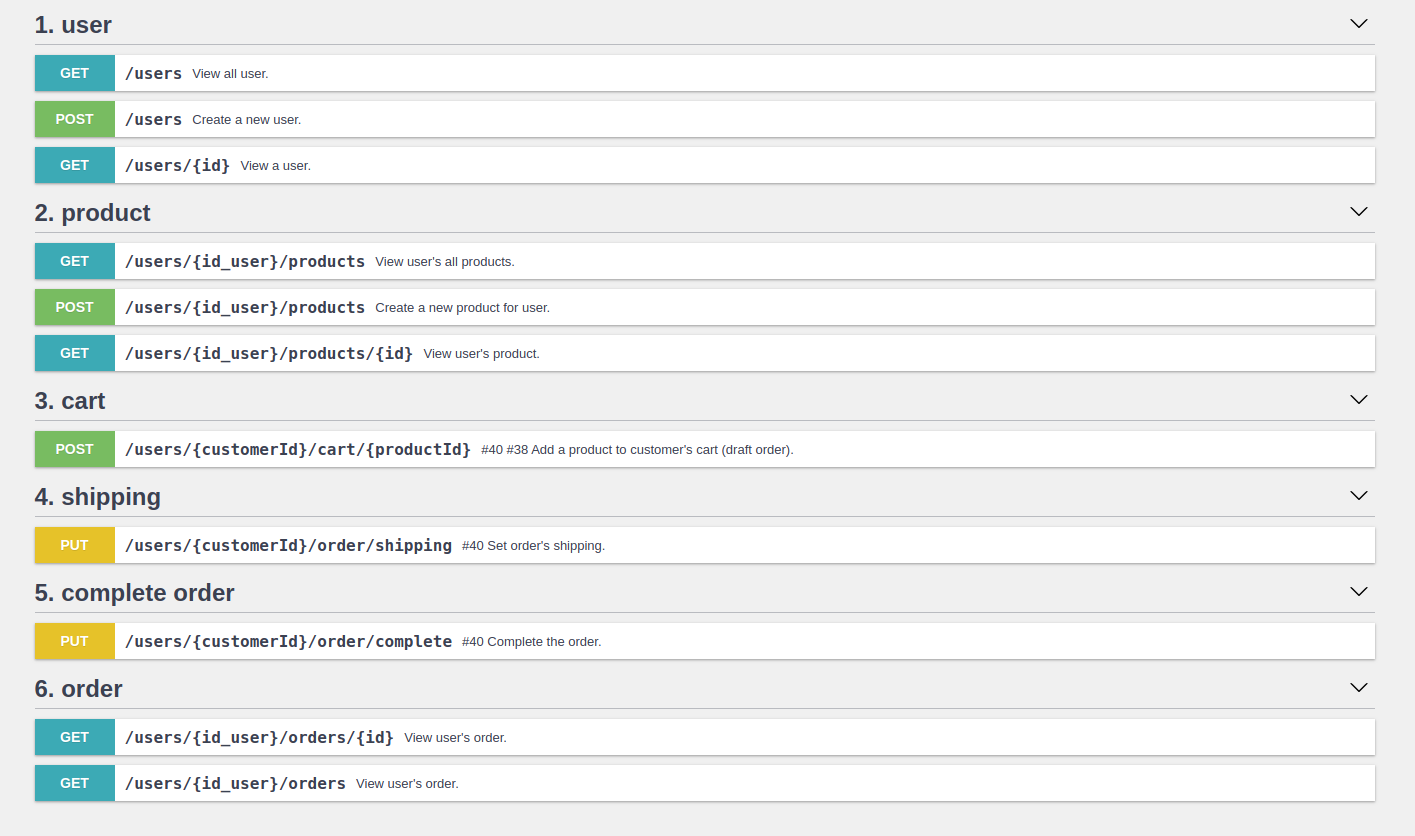 1. user
GET /users View all user.
POST /users Create a new user.
GET /users/{id} View a user.
2. product
GET /users/{id_user}/products View user's all products.
POST /users/{id_user}/products Create a new product for user.
GET /users/{id_user}/products/{id} View user's product.
3. cart
POST /users/{customerId}/cart/{productId} #40 #38 Add a product to customer's cart (draft order).
4. shipping
PUT /users/{customerId}/order/shipping #40 Set order's shipping.
5. complete order
PUT /users/{customerId}/order/complete #40 Complete the order.
6. order
GET /users/{id_user}/orders/{id} View user's order.
GET /users/{id_user}/orders View user's order.